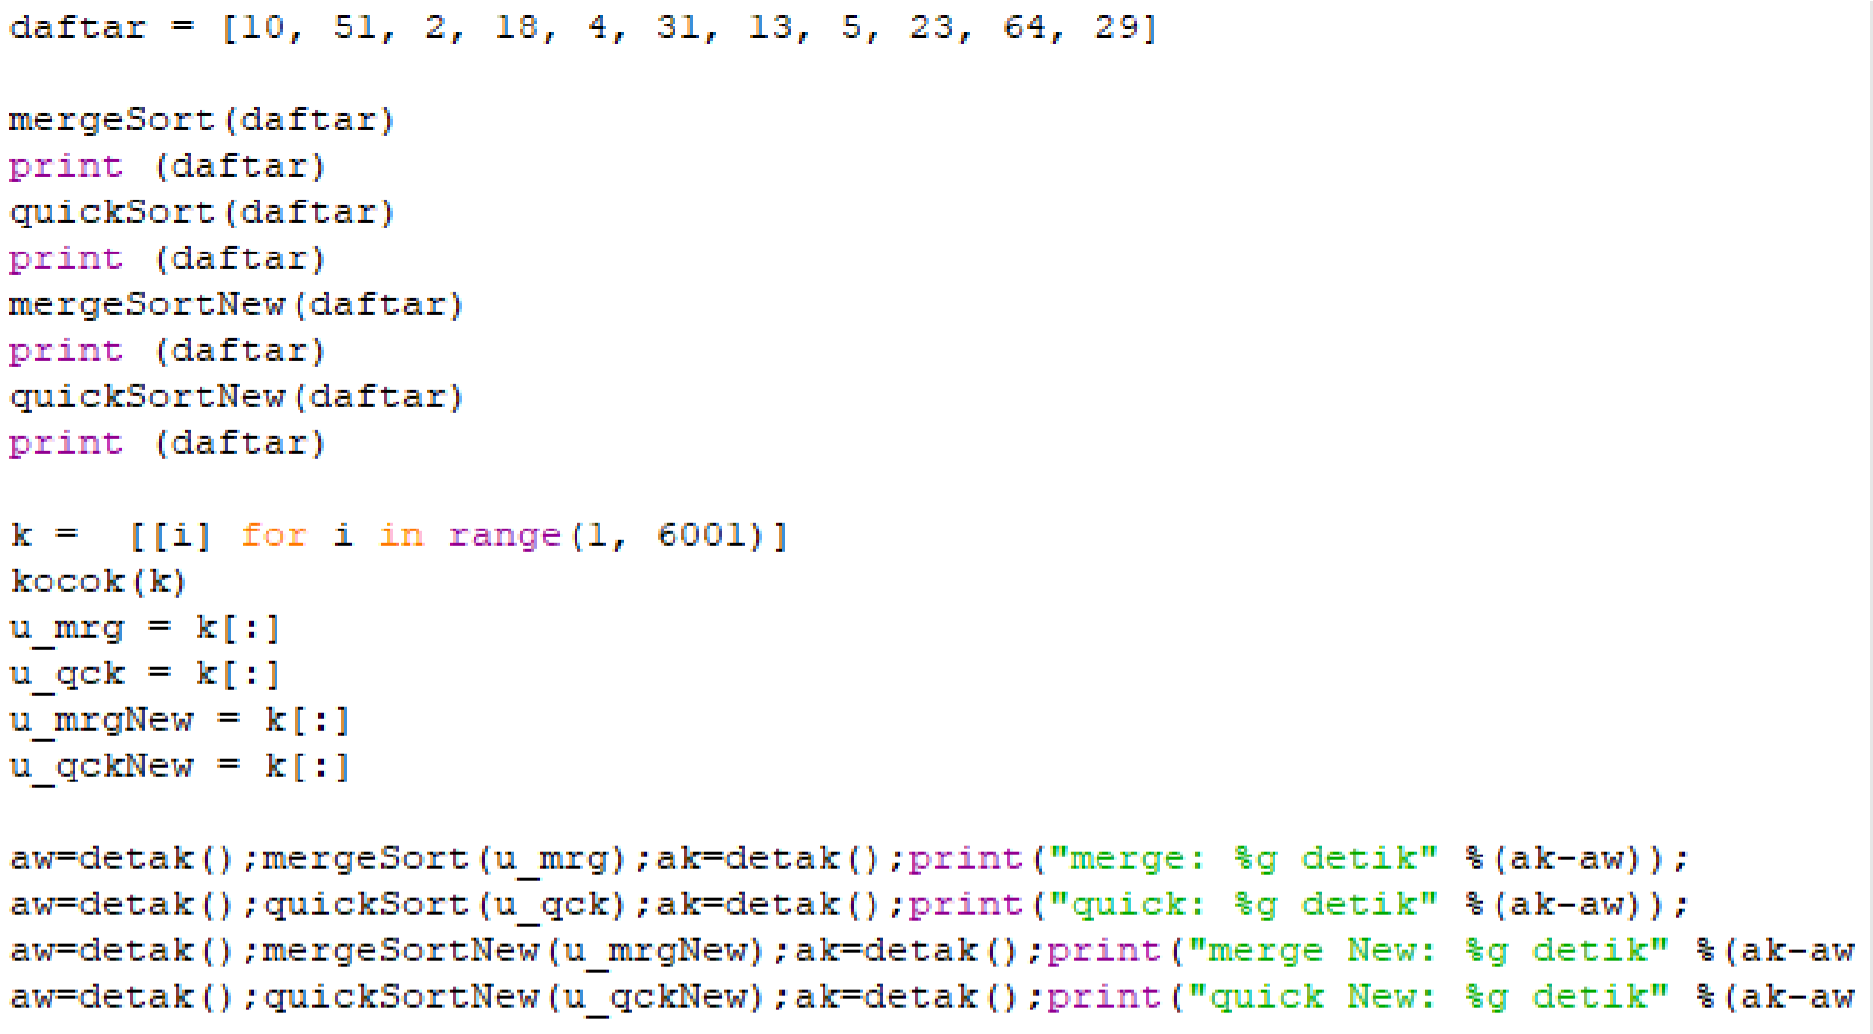 daftar = [10, 51, 2, 18, 4, 31, 13, 5, 23, 64, 29]
mergeSort(daftar)
print (daftar)
quickSort(daftar)
print (daftar)
mergeSortNew(daftar)
print (daftar)
quickSortNew(daftar)
print (daftar)
k =  [[i] for i in range(1, 6001)]
kocok(k)
u_mrg = k[:]
u_qck = k[:]
u_mrgNew = k[:]
u_qckNew = k[:]
aw=detak();mergeSort(u_mrg);ak=detak();print("merge: %g detik" %(ak-aw));
aw=detak();quickSort(u_qck);ak=detak();print("quick: %g detik" %(ak-aw));
aw=detak();mergeSortNew(u_mrgNew);ak=detak();print("merge New: %g detik" %(ak-aw
aw=detak();quickSortNew(u_qckNew);ak=detak();print("quick New: %g detik" %(ak-aw